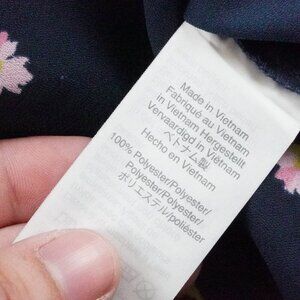 Made in Vietnam
Fabriqué au Vietnam
in Vietnam Hergestellt
Vervaardigd in Vietnam
ベトナム製
Hecho en Vietnam
100% Polyester/Polyester/
Polyester/Polyester/
ポリエステル/poliéster